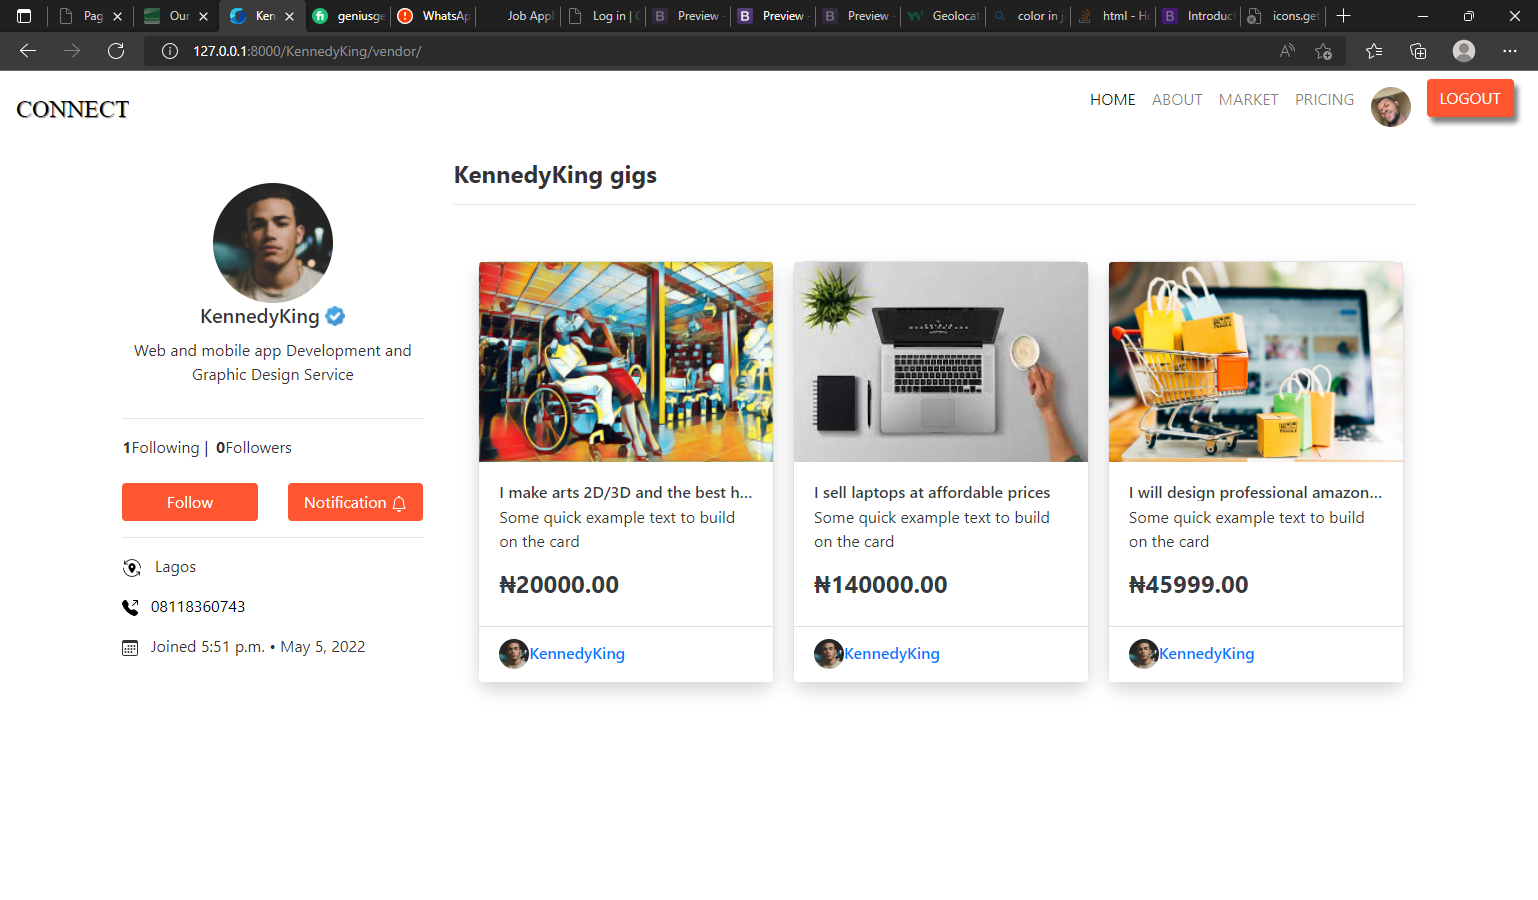 Pag
Our
Ken
geniusge
WhatsAp
Job Appl
Log in | C
Preview -
Preview -
Preview -
Geolocat
color in j
html - Ho
Introduct
icons.get
127.0.0.1:8000/KennedyKing/vendor/
CONNECT
HOME ABOUT MARKET PRICING
LOGOUT
KennedyKing
Web and mobile app Development and
Graphic Design Service
1Following | 0Followers
Follow
Notification
Lagos
08118360743
Joined 5:51 p.m. • May 5, 2022
KennedyKing gigs
I make arts 2D/3D and the best h...
Some quick example text to build
on the card
₦20000.00
KennedyKing
I sell laptops at affordable prices
Some quick example text to build
on the card
₦140000.00
KennedyKing
I will design professional amazon...
Some quick example text to build
on the card
₦45999.00
KennedyKing